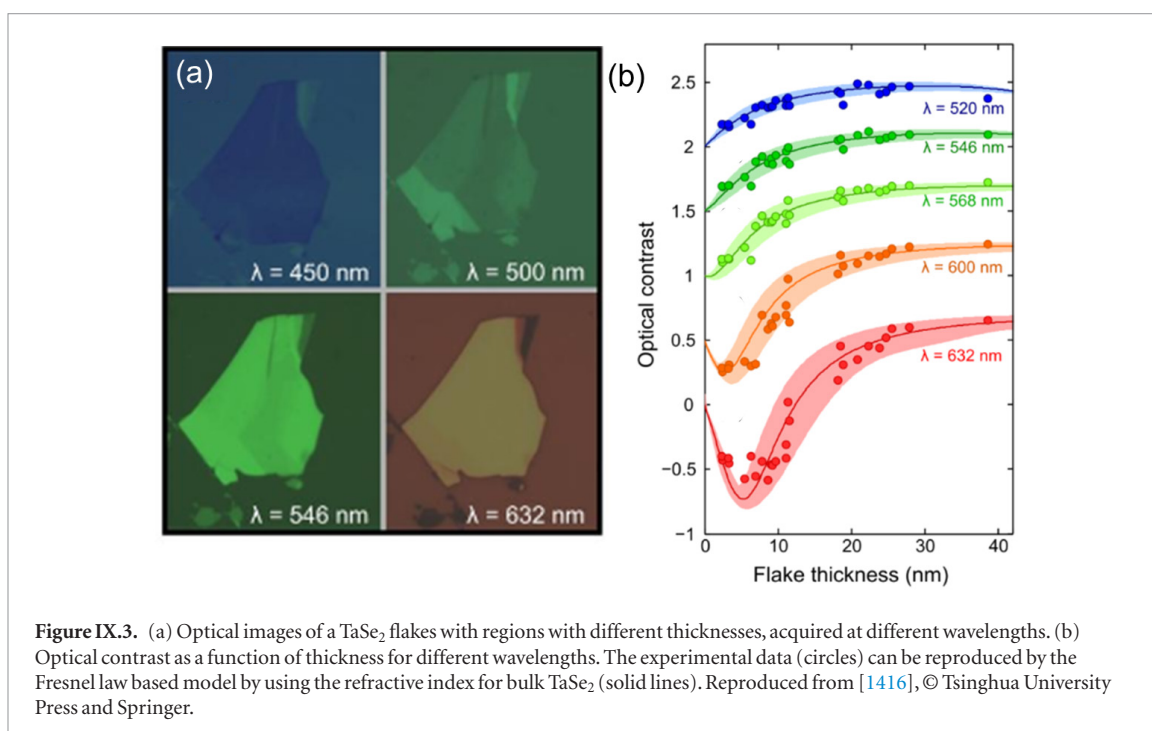 (a)
λ = 450 nm
λ = 500 nm
λ = 546 nm
λ = 632 nm
(b)
Optical contrast
2.5
2
1.5
1
0.5
0
−0.5
−1
λ = 520 nm
λ = 546 nm
λ = 568 nm
λ = 600 nm
λ = 632 nm
0 10 20 30 40
Flake thickness (nm)
Figure IX.3. (a) Optical images of a TaSe₂ flakes with regions with different thicknesses, acquired at different wavelengths. (b)
Optical contrast as a function of thickness for different wavelengths. The experimental data (circles) can be reproduced by the
Fresnel law based model by using the refractive index for bulk TaSe₂ (solid lines). Reproduced from [1416], © Tsinghua University
Press and Springer.